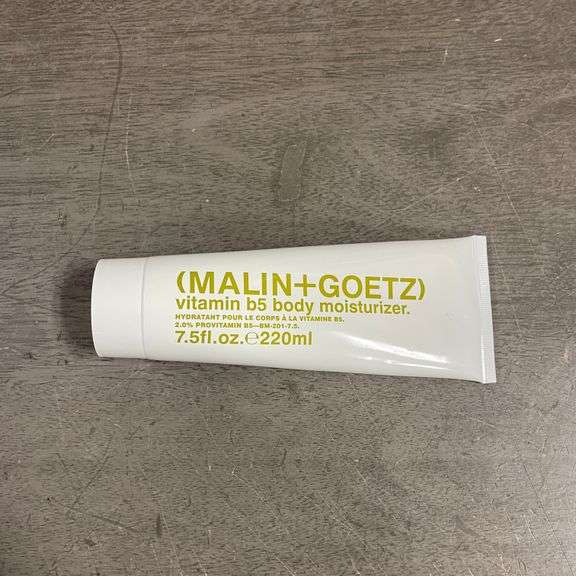 (MALIN+GOETZ)
vitamin b5 body moisturizer.
HYDRATANT POUR LE CORPS À LA VITAMINE B5.
2.0% PROVITAMIN B5—BM-201-7.5.
7.5fl.oz.℮220ml